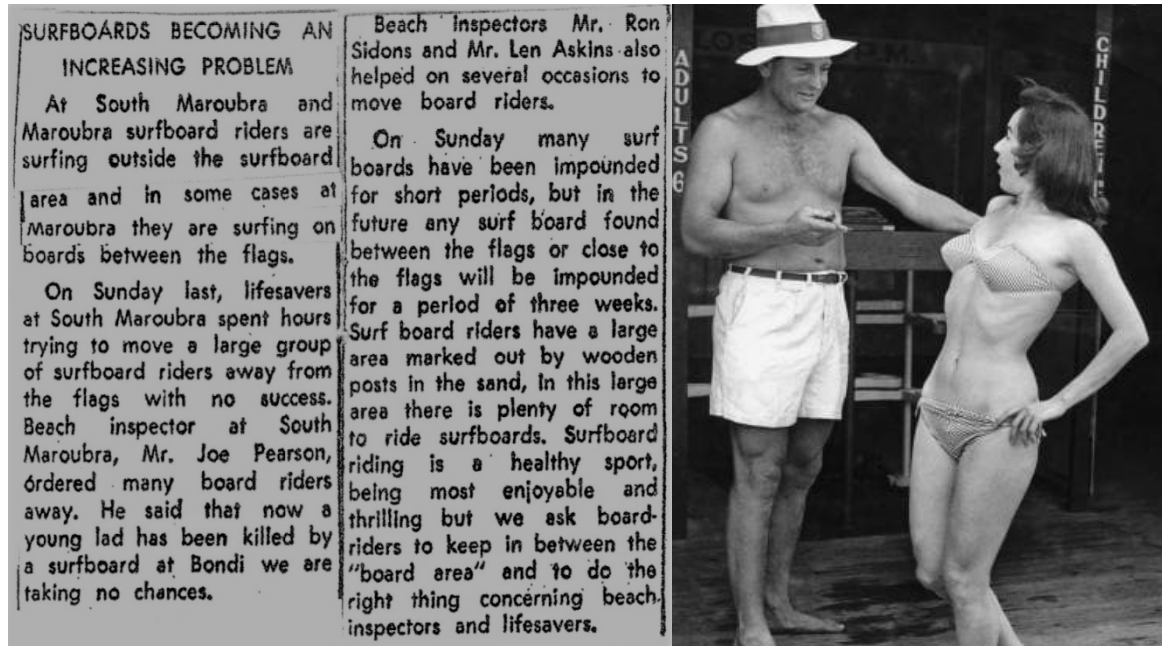 SURFBOARDS BECOMING AN
INCREASING PROBLEM
At South Maroubra and
Maroubra surfboard riders are
surfing outside the surfboard
area and in some cases at
Maroubra they are surfing on
boards between the flags.
On Sunday last, lifesavers
at South Maroubra spent hours
trying to move a large group
of surfboard riders away from
the flags with no success.
Beach inspector at South
Maroubra, Mr. Joe Pearson,
ordered many board riders
away. He said that now a
young lad has been killed by
a surfboard at Bondi we are
taking no chances.
Beach Inspectors Mr. Ron
Sidons and Mr. Len Askins also
helped on several occasions to
move board riders.
On Sunday many surf
boards have been impounded
for short periods, but in the
future any surf board found
between the flags or close to
the flags will be impounded
for a period of three weeks.
Surf board riders have a large
area marked out by wooden
posts in the sand, in this large
area there is plenty of room
to ride surfboards. Surfboard
riding is a healthy sport,
being most enjoyable and
thrilling but we ask board-
riders to keep in between the
"board area" and to do the
right thing concerning beach
inspectors and lifesavers.
ADULTS 6
P.M.